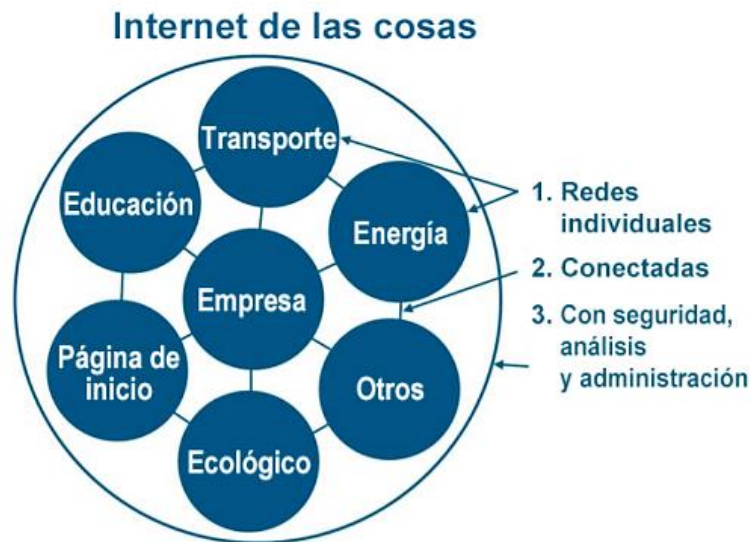 Internet de las cosas
Transporte
Educación
Energía
Empresa
Página de
inicio
Otros
Ecológico
1. Redes
individuales
2. Conectadas
3. Con seguridad,
análisis
y administración